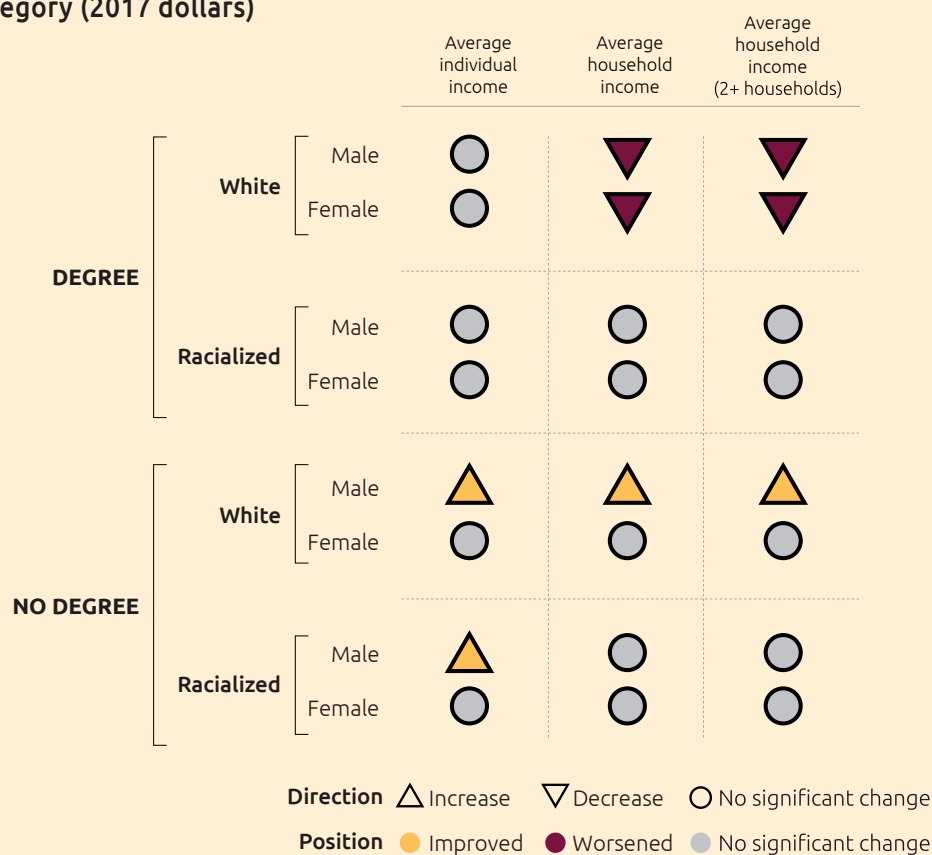 egory (2017 dollars)
Average
individual
income
Average
household
income
Average
household
income
(2+ households)
DEGREE
White
Male
Female
Racialized
Male
Female
NO DEGREE
White
Male
Female
Racialized
Male
Female
Direction Increase Decrease No significant change
Position Improved Worsened No significant change